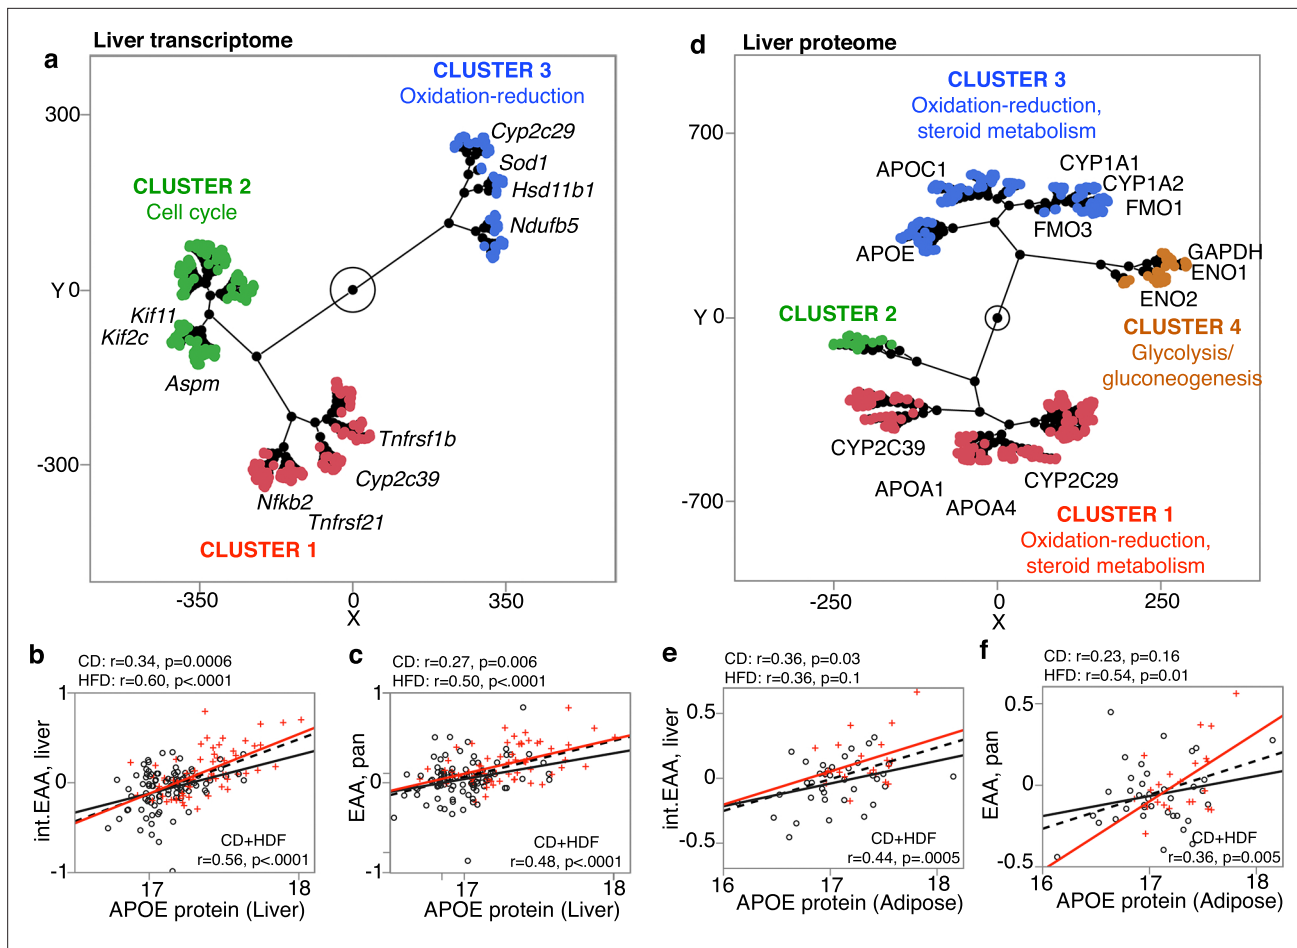 a
Liver transcriptome
CLUSTER 3
Oxidation-reduction
300
Cyp2c29
Sod1
Hsd11b1
Ndufb5
CLUSTER 2
Cell cycle
Y 0
Kif11
Kif2c
Aspm
Tnfrsf1b
Cyp2c39
-300
Nfkb2
Tnfrsf21
CLUSTER 1
-350
0
350
X
d
Liver proteome
CLUSTER 3
Oxidation-reduction,
steroid metabolism
700
APOC1
CYP1A1
CYP1A2
FMO1
FMO3
APOE
GAPDH
ENO1
ENO2
CLUSTER 2
Y 0
CLUSTER 4
Glycolysis/
gluconeogenesis
CYP2C39
APOA1
CYP2C29
APOA4
-700
CLUSTER 1
Oxidation-reduction,
steroid metabolism
-250
0
250
X
b
CD: r=0.34, p=0.0006
HFD: r=0.60, p<.0001
1
int.EAA, liver
0
CD+HDF
r=0.56, p<.0001
-1
17
18
APOE protein (Liver)
c
CD: r=0.27, p=0.006
HFD: r=0.50, p<.0001
1
EAA, pan
0
CD+HDF
r=0.48, p<.0001
-1
17
18
APOE protein (Liver)
e
CD: r=0.36, p=0.03
HFD: r=0.36, p=0.1
0.5
int.EAA, liver
0
-0.5
CD+HDF
r=0.44, p=.0005
16
17
18
APOE protein (Adipose)
f
CD: r=0.23, p=0.16
HFD: r=0.54, p=0.01
0.5
EAA, pan
0
CD+HDF
-0.5
r=0.36, p=0.005
16
17
18
APOE protein (Adipose)